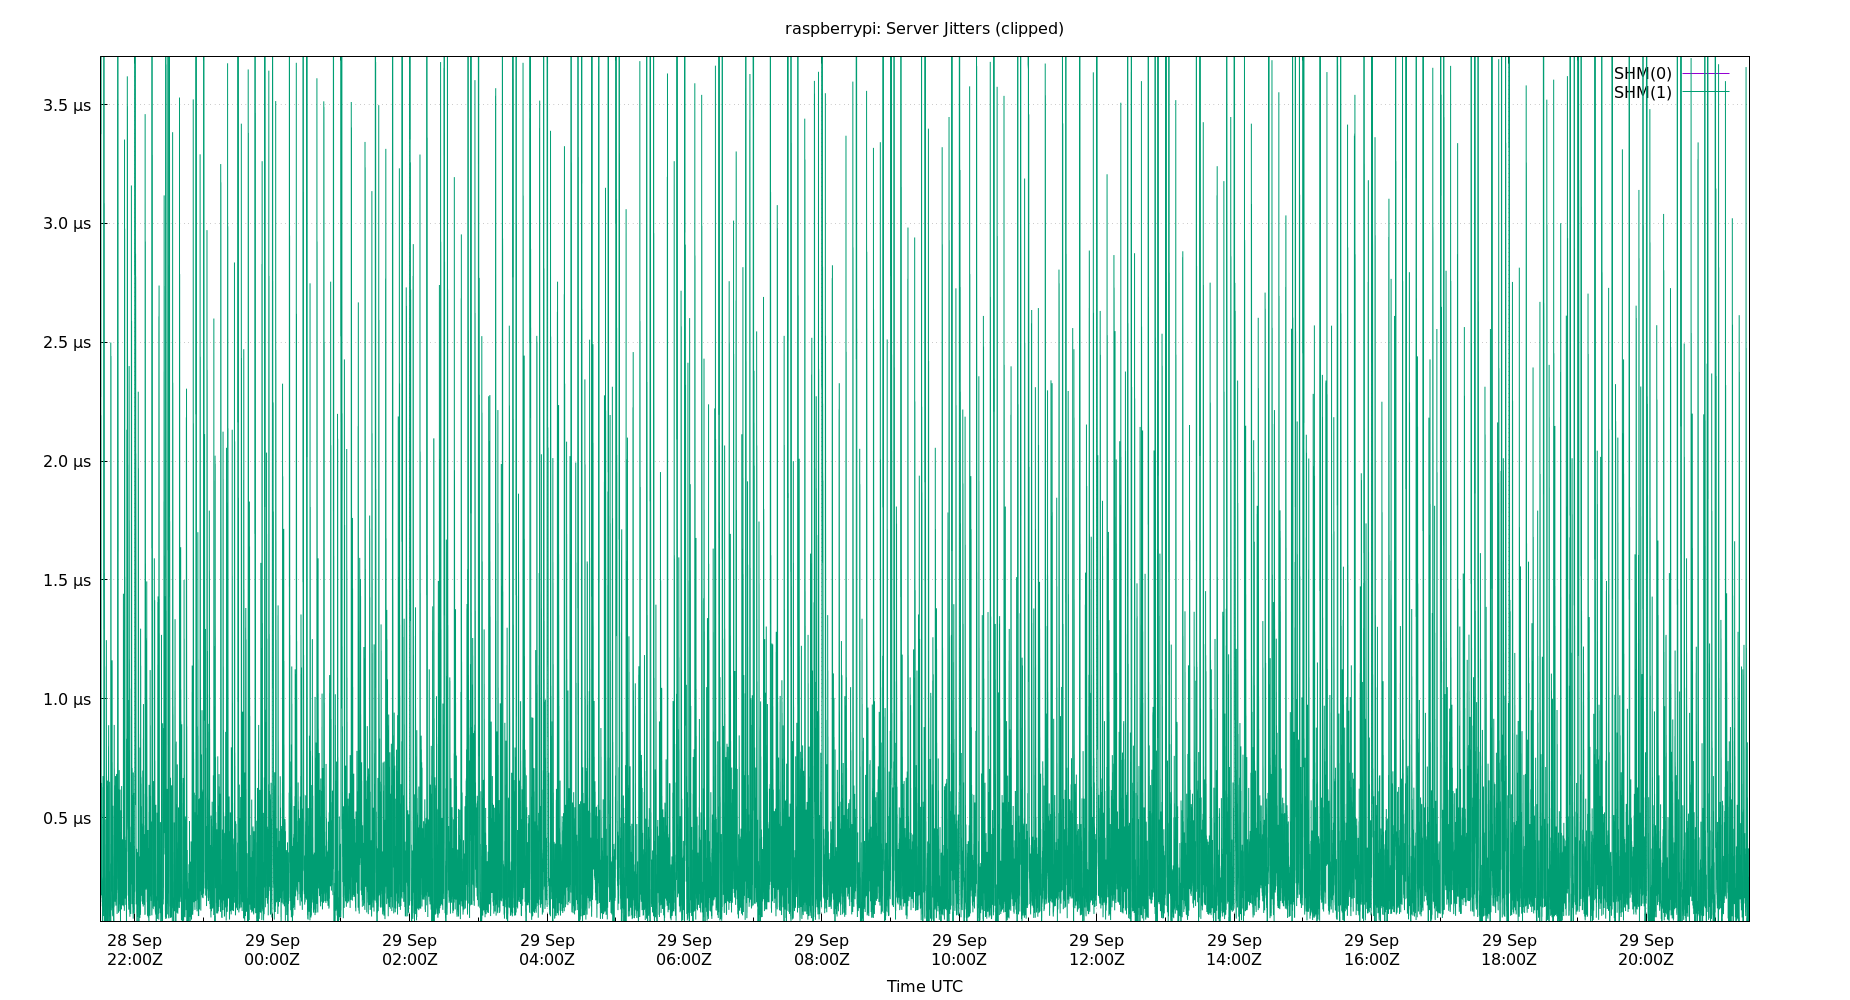 raspberrypi: Server Jitters (clipped)
SHM(0)
SHM(1)
3.5 µs
3.0 µs
2.5 µs
2.0 µs
1.5 µs
1.0 µs
0.5 µs
28 Sep 29 Sep 29 Sep 29 Sep 29 Sep 29 Sep 29 Sep 29 Sep 29 Sep 29 Sep 29 Sep 29 Sep
22:00Z 00:00Z 02:00Z 04:00Z 06:00Z 08:00Z 10:00Z 12:00Z 14:00Z 16:00Z 18:00Z 20:00Z
Time UTC